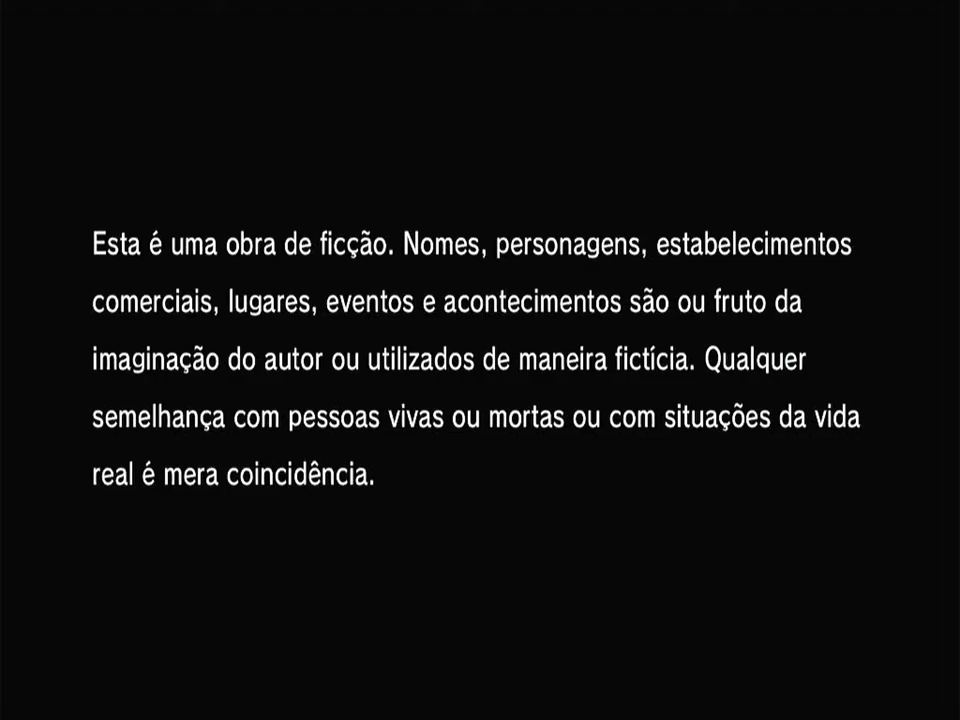 Esta é uma obra de ficção. Nomes, personagens, estabelecimentos
comerciais, lugares, eventos e acontecimentos são ou fruto da
imaginação do autor ou utilizados de maneira fictícia. Qualquer
semelhança com pessoas vivas ou mortas ou com situações da vida
real é mera coincidência.